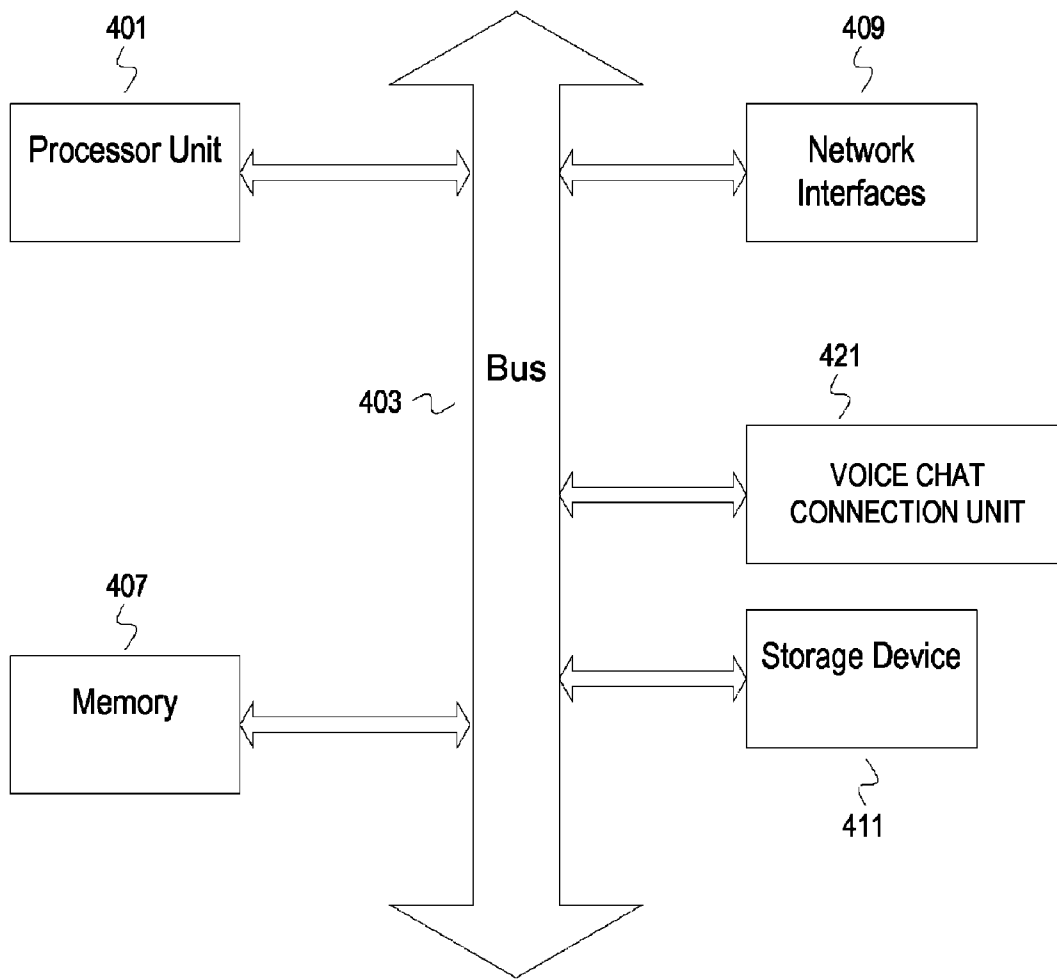 401
Processor Unit
409
Network
Interfaces
Bus
403
421
VOICE CHAT
CONNECTION UNIT
407
Memory
Storage Device
411